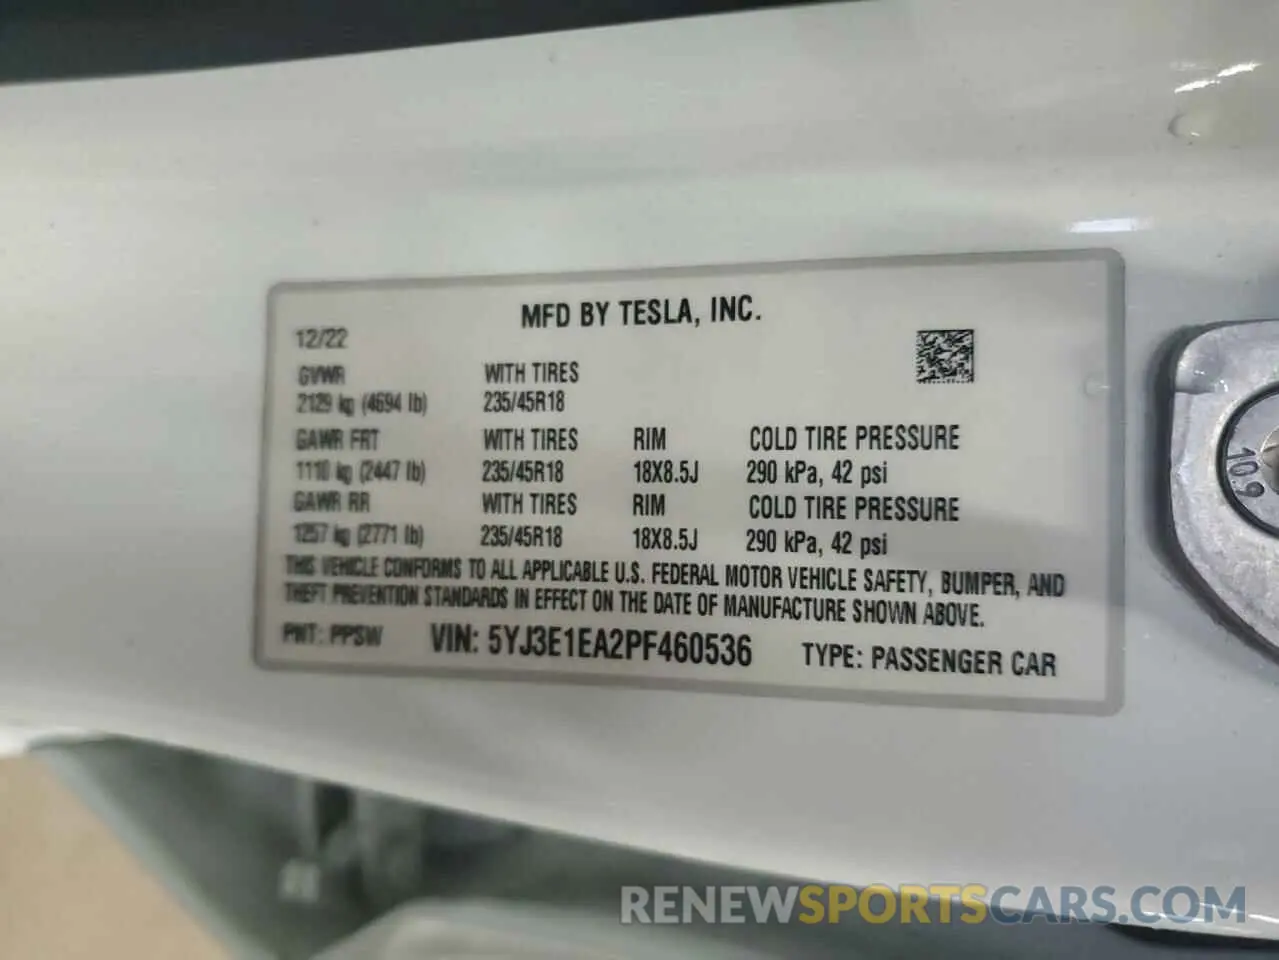 MFD BY TESLA, INC.
12/22
GVWR WITH TIRES
2129 kg (4694 lb) 235/45R18
GAWR FRT WITH TIRES RIM COLD TIRE PRESSURE
1110 kg (2447 lb) 235/45R18 18X8.5J 290 kPa, 42 psi
GAWR RR WITH TIRES RIM COLD TIRE PRESSURE
1257 kg (2771 lb) 235/45R18 18X8.5J 290 kPa, 42 psi
THIS VEHICLE CONFORMS TO ALL APPLICABLE U.S. FEDERAL MOTOR VEHICLE SAFETY, BUMPER, AND
THEFT PREVENTION STANDARDS IN EFFECT ON THE DATE OF MANUFACTURE SHOWN ABOVE.
PNT: PPSW VIN: 5YJ3E1EA2PF460536 TYPE: PASSENGER CAR
10.9
RENEWSPORTSCARS.COM